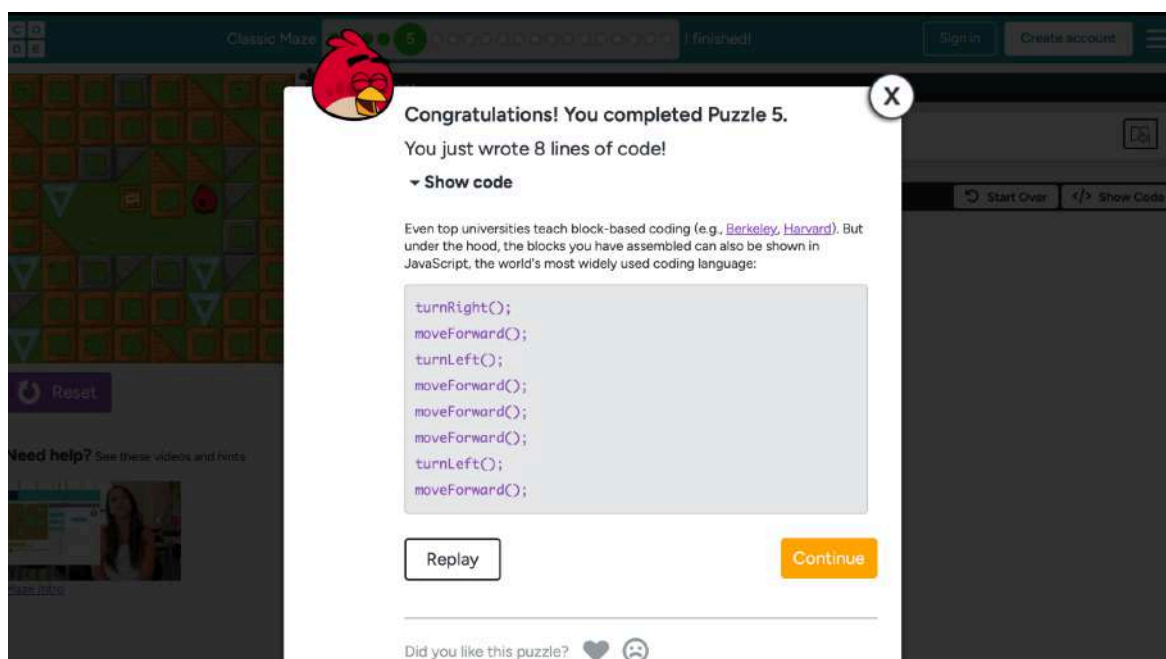 C O
D E
Classic Maze
5
I finished!
Sign in
Create account
X
Congratulations! You completed Puzzle 5.
You just wrote 8 lines of code!
Show code
Start Over
</> Show Code
Even top universities teach block-based coding (e.g., Berkeley, Harvard). But
under the hood, the blocks you have assembled can also be shown in
JavaScript, the world's most widely used coding language:
turnRight();
moveForward();
turnLeft();
moveForward();
moveForward();
moveForward();
turnLeft();
moveForward();
Reset
Need help? See these videos and hints
Maze intro
Replay
Continue
Did you like this puzzle?